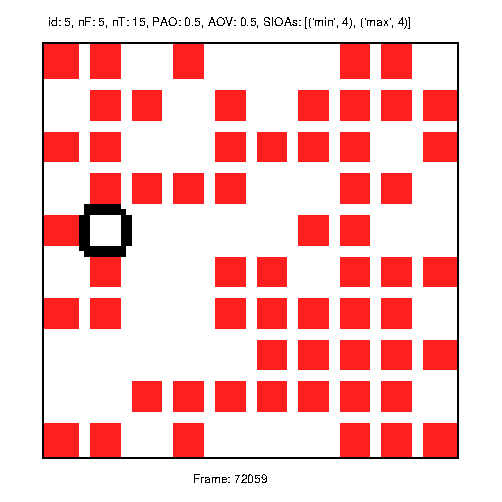 id: 5, nF: 5, nT: 15, PAO: 0.5, AOV: 0.5, SIOAs: [('min', 4), ('max', 4)]
Frame: 72059